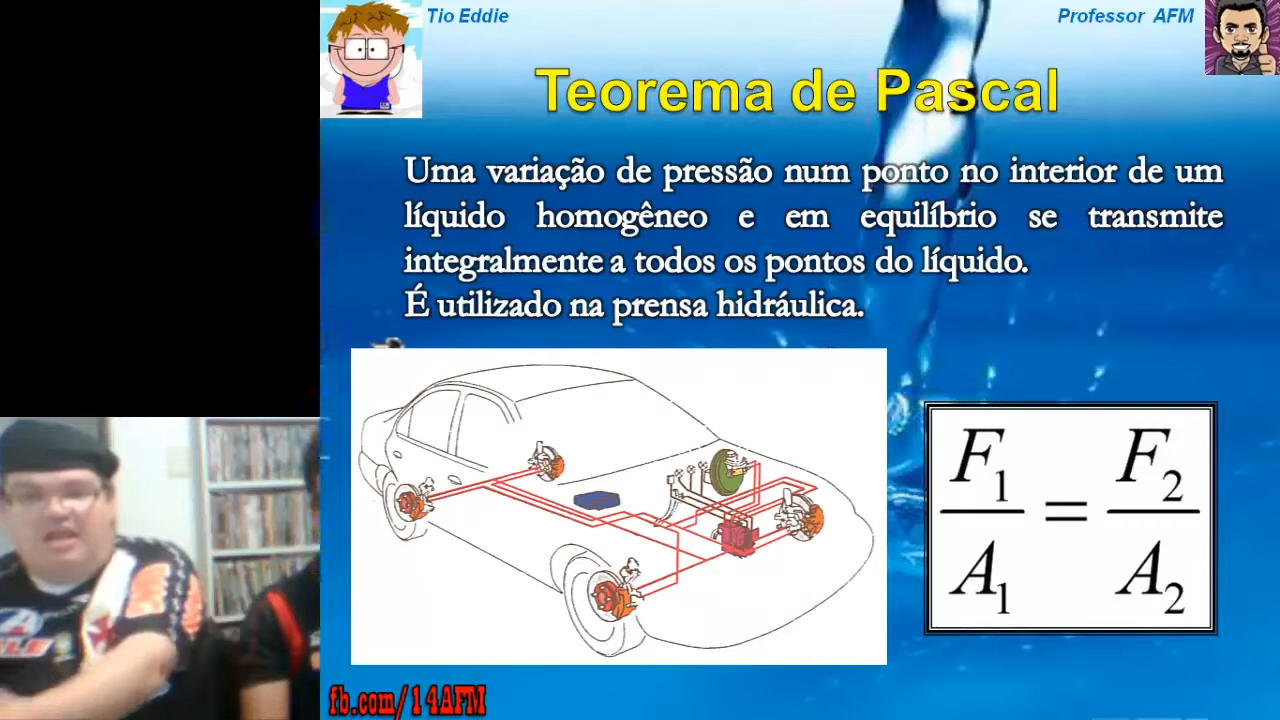 Tio Eddie
Professor AFM
Teorema de Pascal
Uma variação de pressão num ponto no interior de um
líquido homogêneo e em equilíbrio se transmite
integralmente a todos os pontos do líquido.
É utilizado na prensa hidráulica.
F1 = F2
A1 A2
fb.com/14AFM